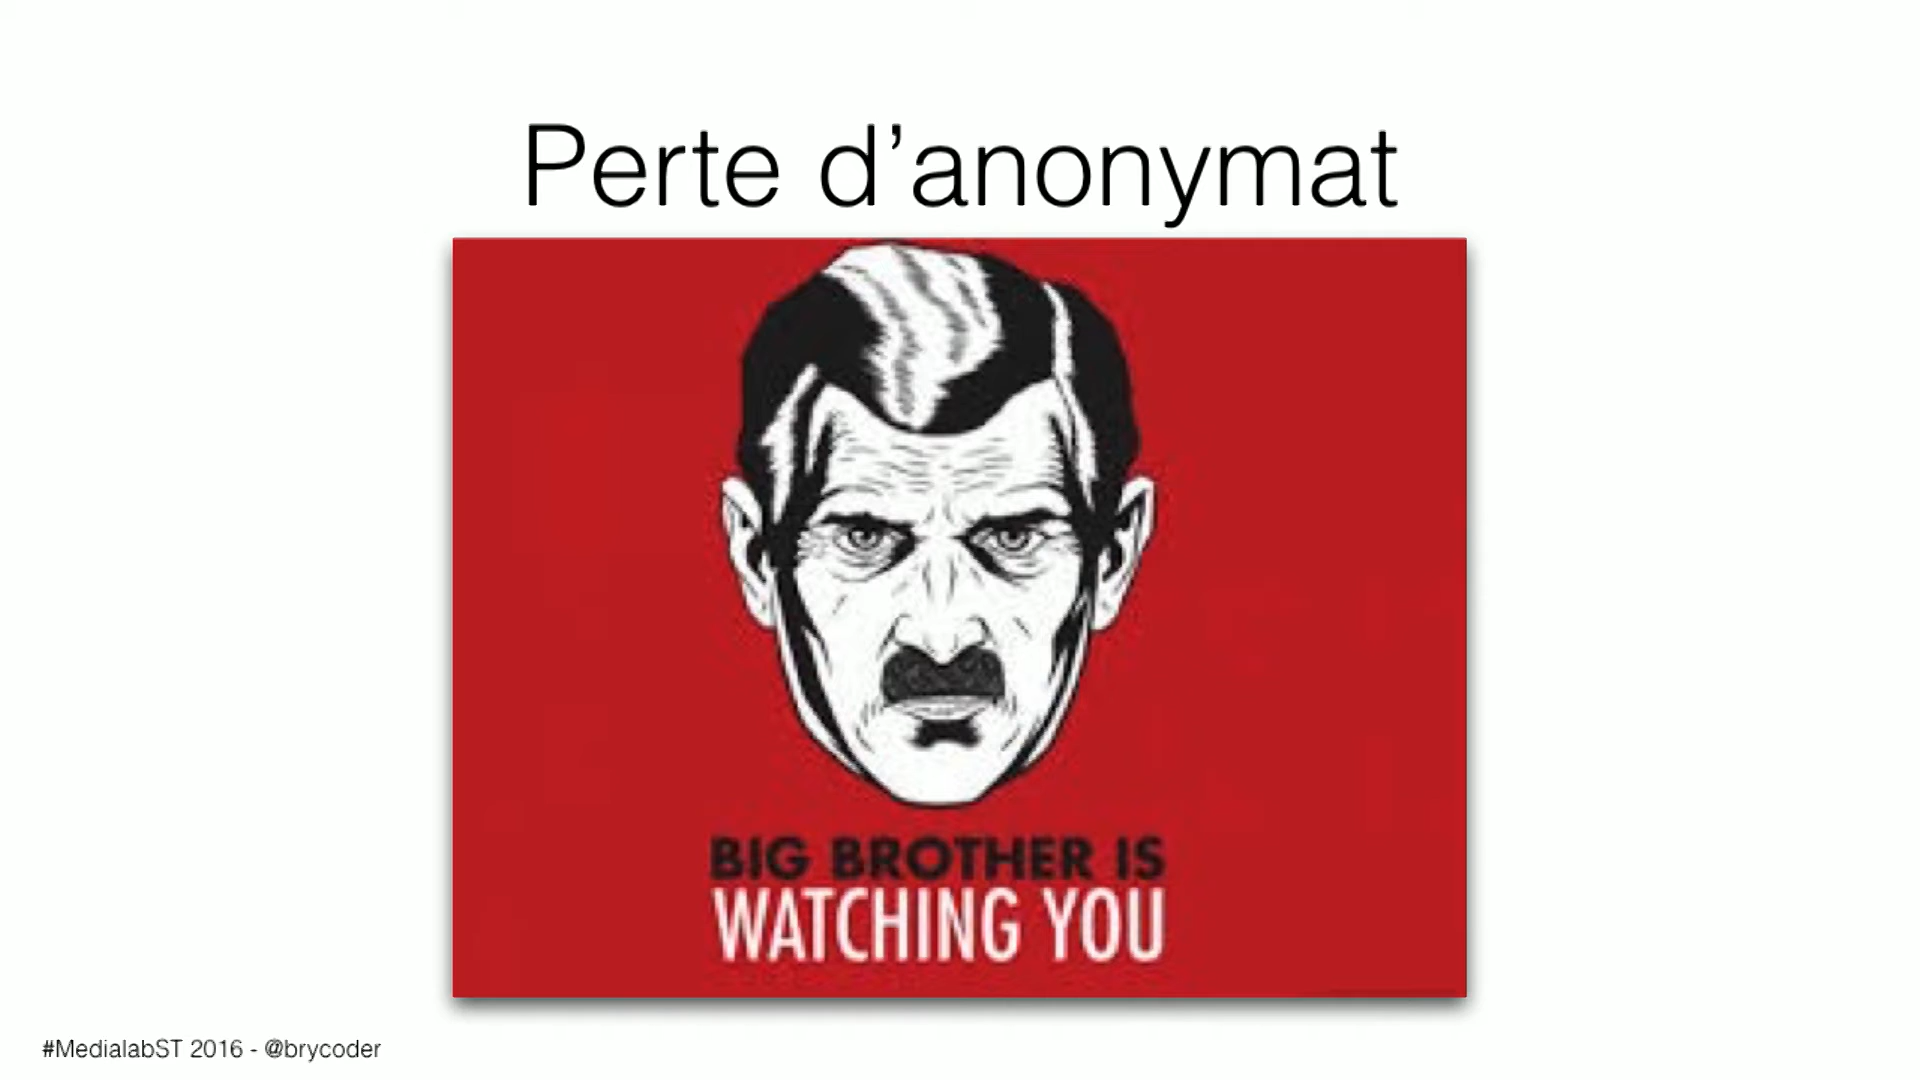 Perte d’anonymat
BIG BROTHER IS
WATCHING YOU
#MedialabST 2016 - @brycoder